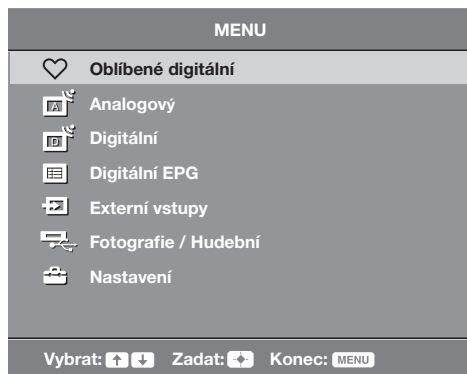 MENU
Oblíbené digitální
Analogový
Digitální
Digitální EPG
Externí vstupy
Fotografie / Hudební
Nastavení
Vybrat: Zadat: Konec: MENU